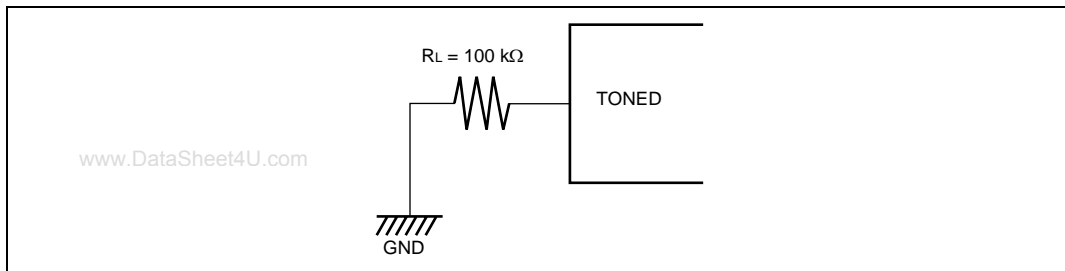 RL = 100 kΩ
TONED
www.DataSheet4U.com
GND